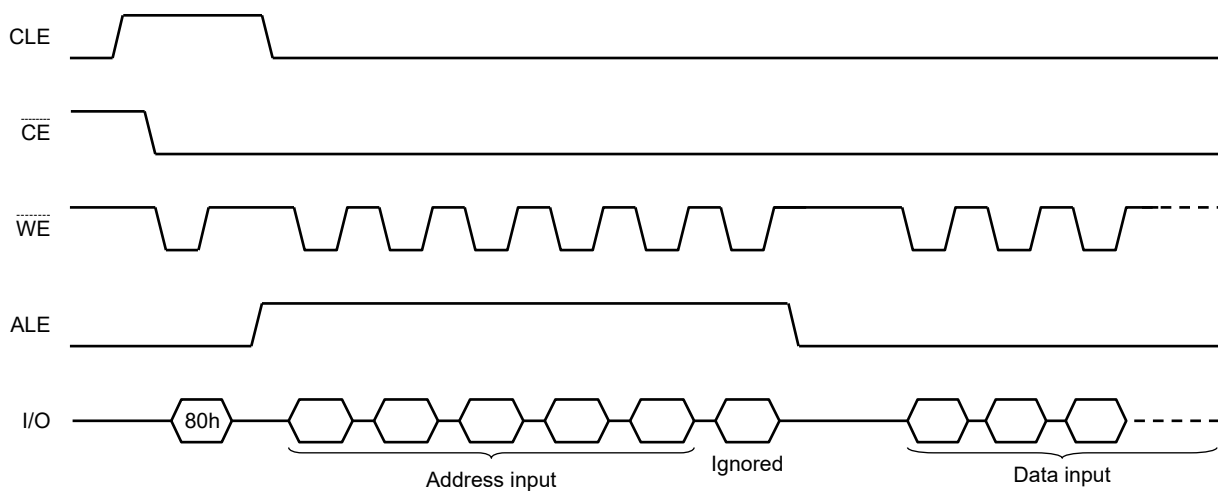 CLE
CE
WE
ALE
I/O
80h
Address input
Ignored
Data input